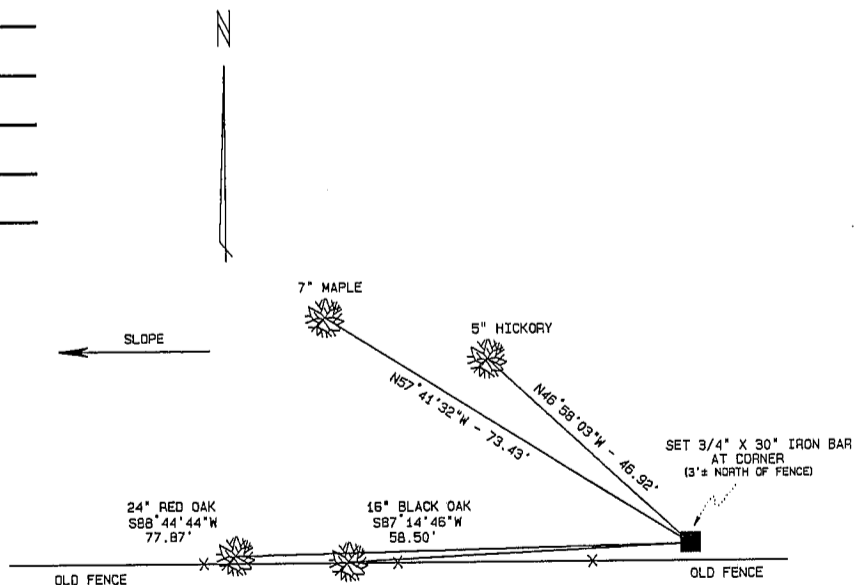 N
7" MAPLE
SLOPE
5" HICKORY
N57°41'32"W - 73.43'
N46°58'03"W - 46.92'
SET 3/4" X 30" IRON BAR
AT CORNER
(3'± NORTH OF FENCE)
24" RED OAK
S88°44'44"W
77.87'
16" BLACK OAK
S87°14'46"W
58.50'
OLD FENCE
OLD FENCE